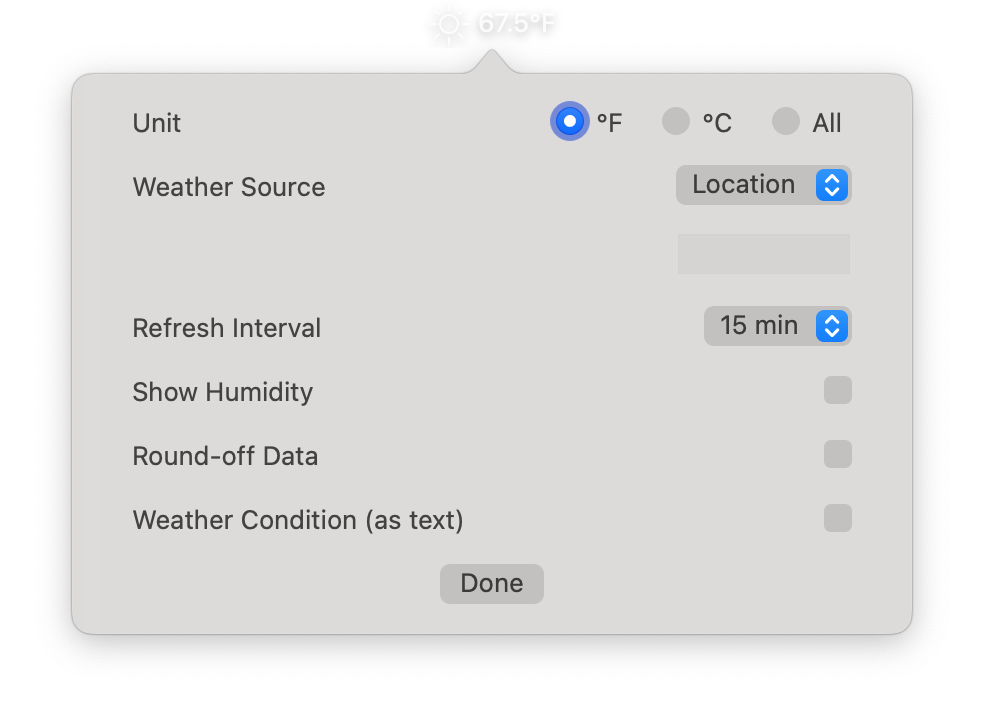 67.5°F
Unit °F °C All
Weather Source Location
Refresh Interval 15 min
Show Humidity
Round-off Data
Weather Condition (as text)
Done